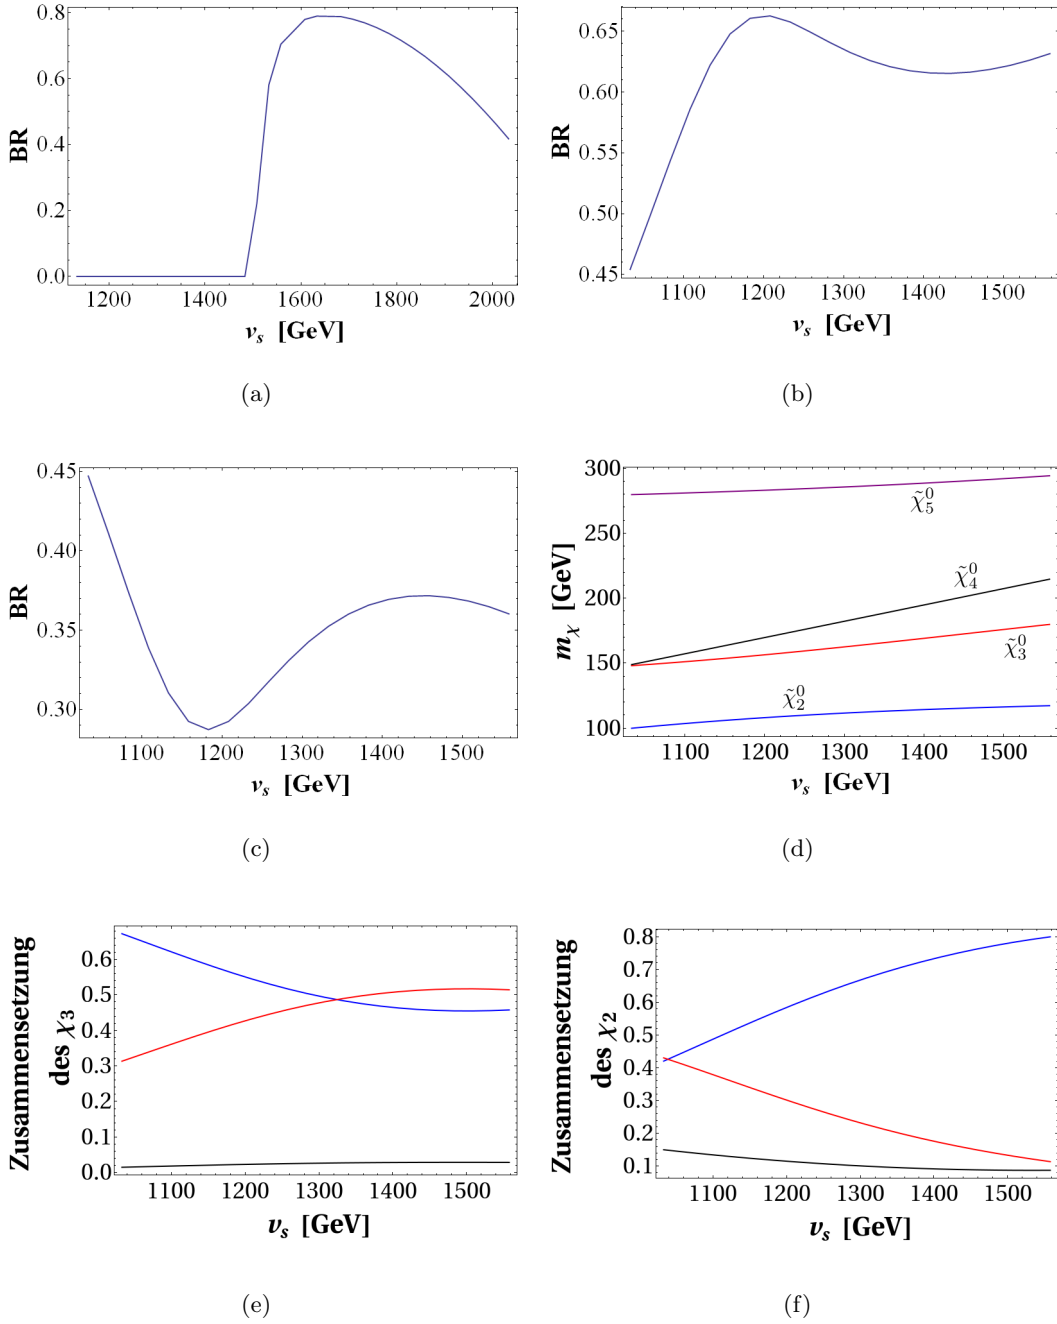 BR
0.8
0.6
0.4
0.2
0.0
1200 1400 1600 1800 2000
v_s [GeV]
(a)
BR
0.65
0.60
0.55
0.50
0.45
1100 1200 1300 1400 1500
v_s [GeV]
(b)
BR
0.45
0.40
0.35
0.30
1100 1200 1300 1400 1500
v_s [GeV]
(c)
m_χ [GeV]
300
250
200
150
100
χ̃⁰₅
χ̃⁰₄
χ̃⁰₃
χ̃⁰₂
1100 1200 1300 1400 1500
v_s [GeV]
(d)
Zusammensetzung
des χ₃
0.6
0.5
0.4
0.3
0.2
0.1
0.0
1100 1200 1300 1400 1500
v_s [GeV]
(e)
Zusammensetzung
des χ₂
0.8
0.7
0.6
0.5
0.4
0.3
0.2
0.1
1100 1200 1300 1400 1500
v_s [GeV]
(f)